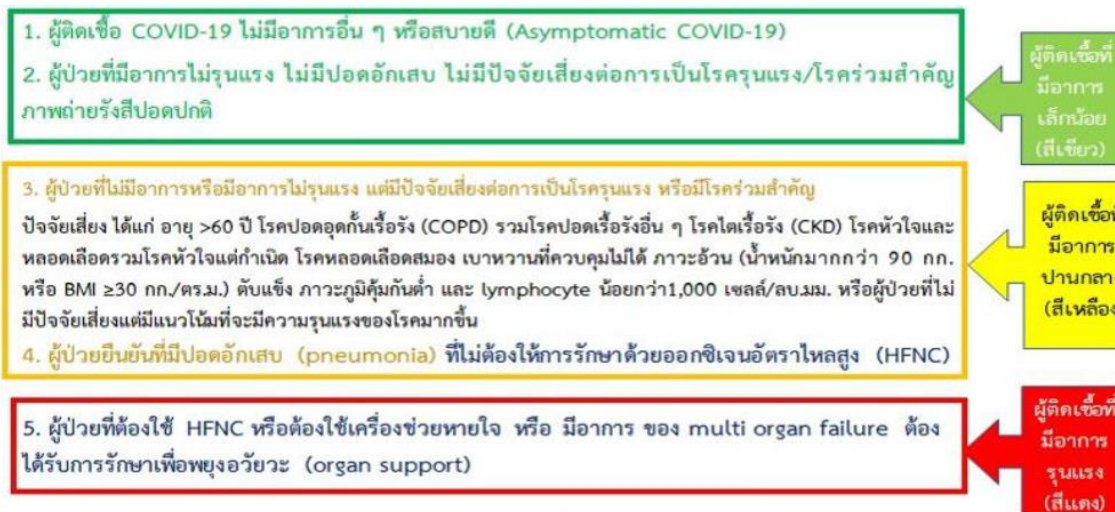 1. ผู้ติดเชื้อ COVID-19 ไม่มีอาการอื่น ๆ หรือสบายดี (Asymptomatic COVID-19)
2. ผู้ป่วยที่มีอาการไม่รุนแรง ไม่มีปอดอักเสบ ไม่มีปัจจัยเสี่ยงต่อการเป็นโรครุนแรง/โรคร่วมสำคัญ
ภาพถ่ายรังสีปอดปกติ
ผู้ติดเชื้อที่
มีอาการ
เล็กน้อย
(สีเขียว)
3. ผู้ป่วยที่ไม่มีอาการหรือมีอาการไม่รุนแรง แต่มีปัจจัยเสี่ยงต่อการเป็นโรครุนแรง หรือมีโรคร่วมสำคัญ
ปัจจัยเสี่ยง ได้แก่ อายุ >60 ปี โรคปอดอุดกั้นเรื้อรัง (COPD) รวมโรคปอดเรื้อรังอื่น ๆ โรคไตเรื้อรัง (CKD) โรคหัวใจและ
หลอดเลือดรวมโรคหัวใจแต่กำเนิด โรคหลอดเลือดสมอง เบาหวานที่ควบคุมไม่ได้ ภาวะอ้วน (น้ำหนักมากกว่า 90 กก.
หรือ BMI ≥30 กก./ตร.ม.) ตับแข็ง ภาวะภูมิคุ้มกันต่ำ และ lymphocyte น้อยกว่า1,000 เซลล์/ลบ.มม. หรือผู้ป่วยที่ไม่
มีปัจจัยเสี่ยงแต่มีแนวโน้มที่จะมีความรุนแรงของโรคมากขึ้น
4. ผู้ป่วยยืนยันที่มีปอดอักเสบ (pneumonia) ที่ไม่ต้องให้การรักษาด้วยออกซิเจนอัตราไหลสูง (HFNC)
ผู้ติดเชื้อที่
มีอาการ
ปานกลาง
(สีเหลือง
5. ผู้ป่วยที่ต้องใช้ HFNC หรือต้องใช้เครื่องช่วยหายใจ หรือ มีอาการ ของ multi organ failure ต้อง
ได้รับการรักษาเพื่อพยุงอวัยวะ (organ support)
ผู้ติดเชื้อที่
มีอาการ
รุนแรง
(สีแดง)